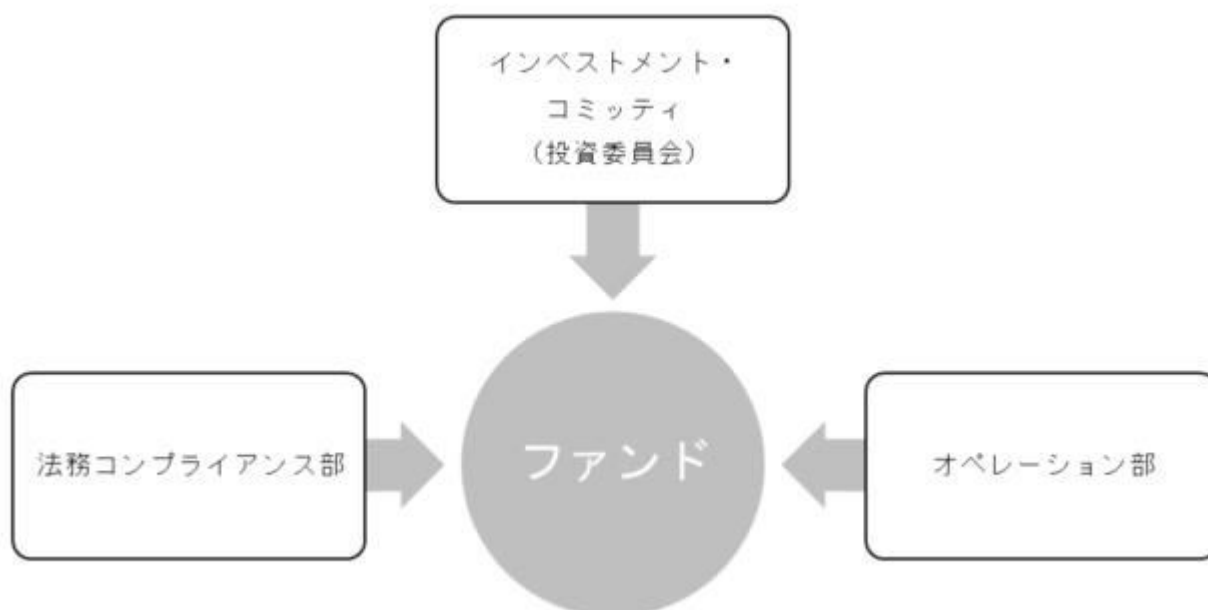 インベストメント・
コミッティ
（投資委員会）
法務コンプライアンス部
ファンド
オペレーション部